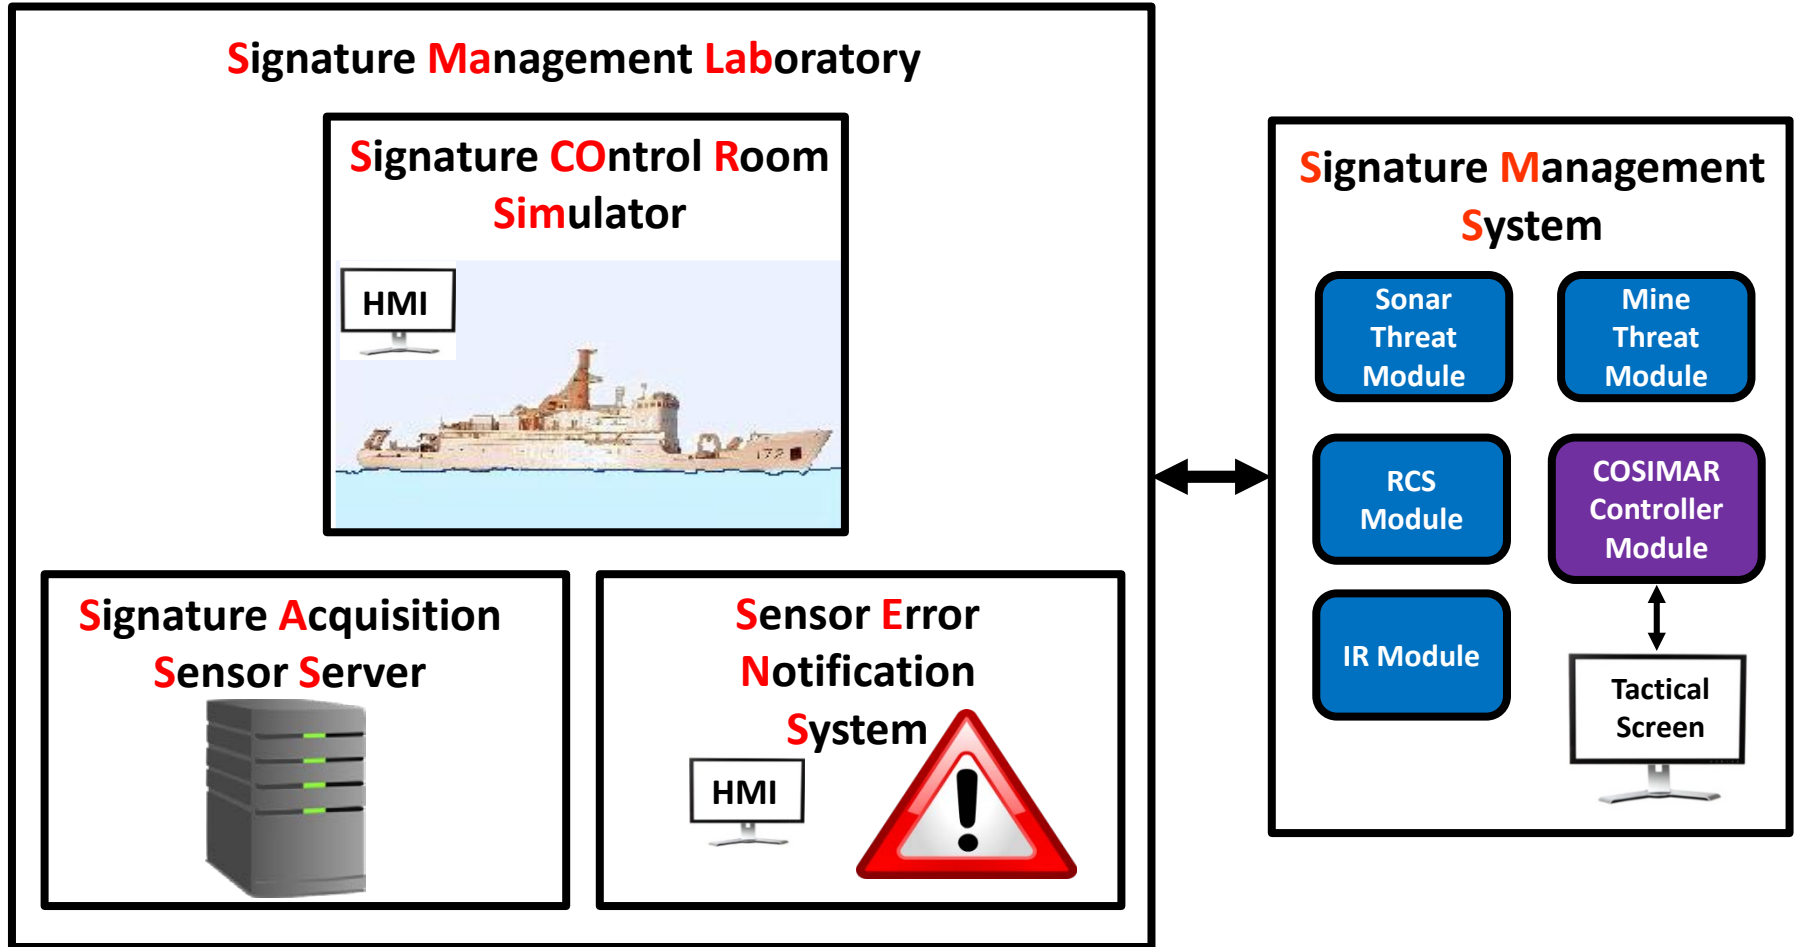 Signature Management Laboratory
Signature COntrol Room
Simulator
HMI
172
Signature Acquisition
Sensor Server
Sensor Error
Notification
System
HMI
Signature Management
System
Sonar
Threat
Module
Mine
Threat
Module
RCS
Module
COSIMAR
Controller
Module
IR Module
Tactical
Screen